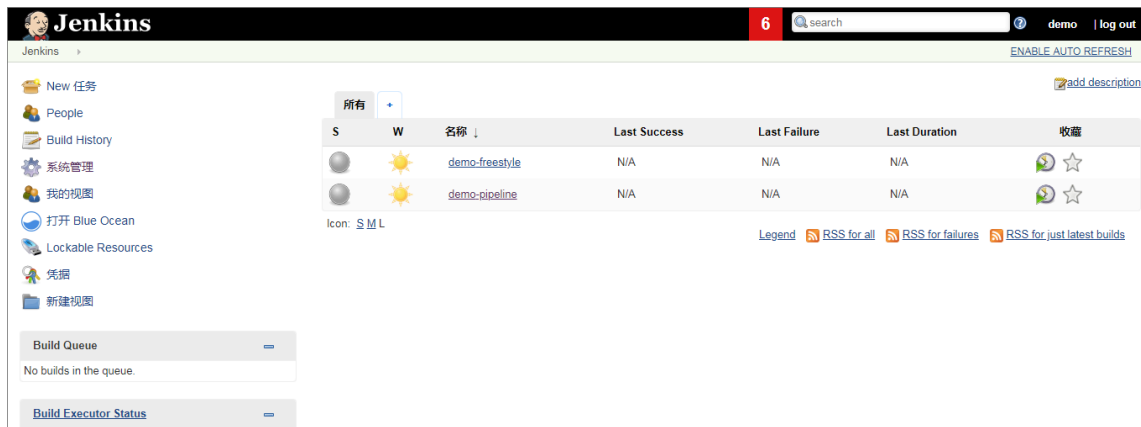 Jenkins
6
search
demo | log out
Jenkins
ENABLE AUTO REFRESH
New 任务
People
Build History
系统管理
我的视图
打开 Blue Ocean
Lockable Resources
凭据
新建视图
Build Queue
No builds in the queue.
Build Executor Status
add description
所有 +
S W 名称 ↓ Last Success Last Failure Last Duration 收藏
demo-freestyle N/A N/A N/A
demo-pipeline N/A N/A N/A
Icon: S M L
Legend RSS for all RSS for failures RSS for just latest builds